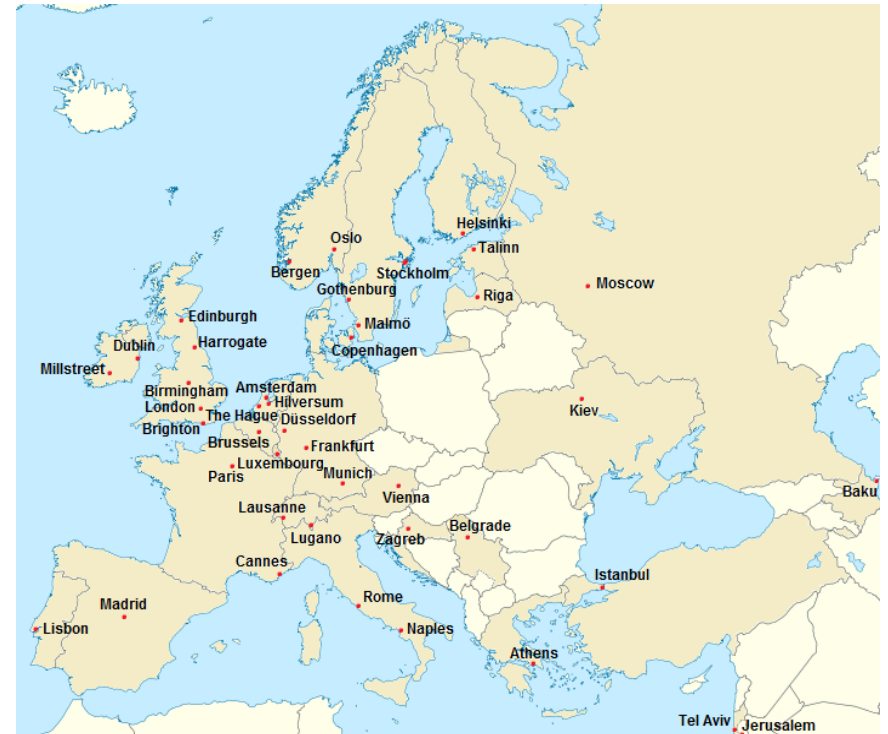 Helsinki
Oslo
Talinn
Bergen
Stockholm
Moscow
Gothenburg
Riga
Edinburgh
Malmö
Harrogate
Dublin
Copenhagen
Millstreet
Birmingham
Amsterdam
Hilversum
London
The Hague
Kiev
Düsseldorf
Brighton
Brussels
Frankfurt
Luxembourg
Paris
Munich
Baku
Vienna
Lausanne
Belgrade
Lugano
Zagreb
Cannes
Istanbul
Rome
Madrid
Lisbon
Naples
Athens
Tel Aviv
Jerusalem